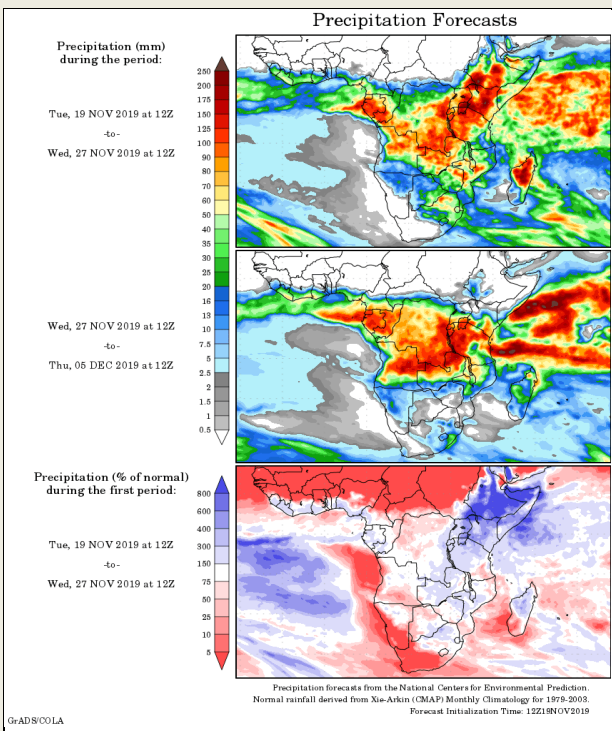 Precipitation Forecasts
Precipitation (mm)
during the period:
Tue, 19 NOV 2019 at 12Z
-to-
Wed, 27 NOV 2019 at 12Z
250
200
175
150
125
100
90
80
70
60
50
40
35
30
25
20
16
13
10
7.5
5
2.5
2
1.5
1
0.5
Wed, 27 NOV 2019 at 12Z
-to-
Thu, 05 DEC 2019 at 12Z
Precipitation (% of normal)
during the first period:
Tue, 19 NOV 2019 at 12Z
-to-
Wed, 27 NOV 2019 at 12Z
800
600
400
300
150
75
50
25
10
5
Precipitation forecasts from the National Centers for Environmental Prediction.
Normal rainfall derived from Xie-Arkin (CMAP) Monthly Climatology for 1979-2003.
Forecast Initialization Time: 12Z19NOV2019
GrADS/COLA